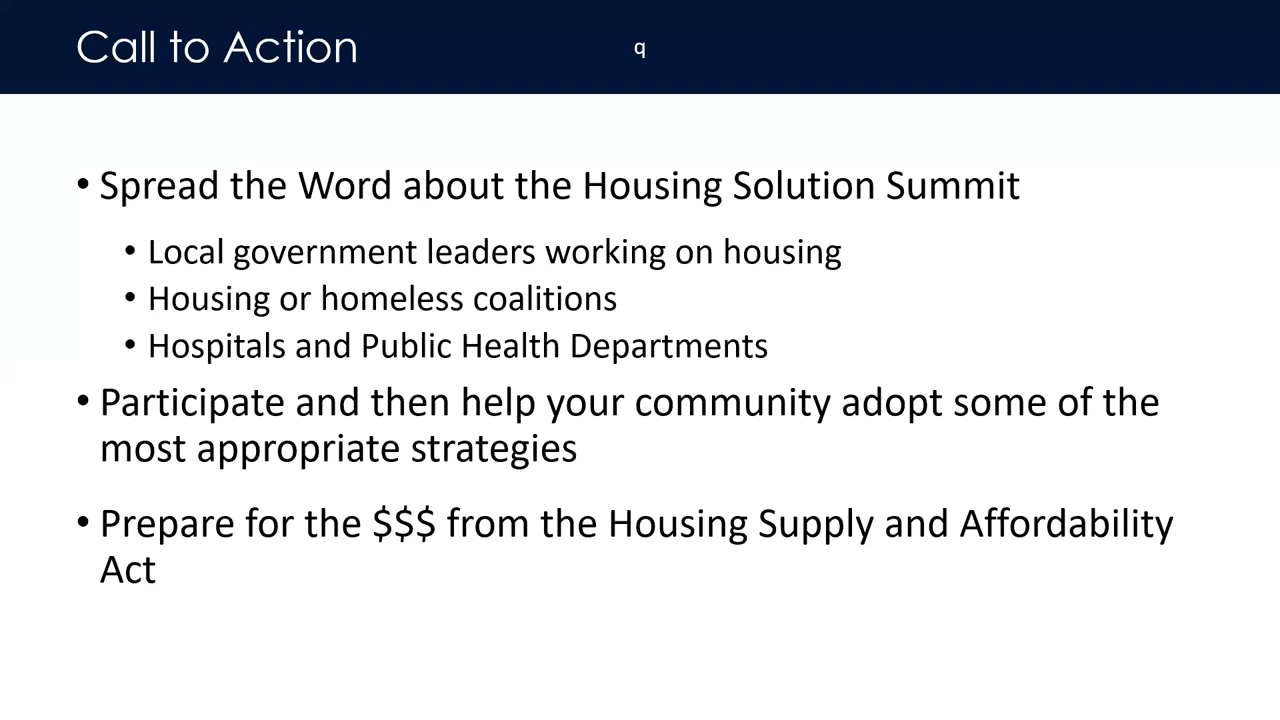 Call to Action
q
• Spread the Word about the Housing Solution Summit
• Local government leaders working on housing
• Housing or homeless coalitions
• Hospitals and Public Health Departments
• Participate and then help your community adopt some of the
most appropriate strategies
• Prepare for the $$$ from the Housing Supply and Affordability
Act